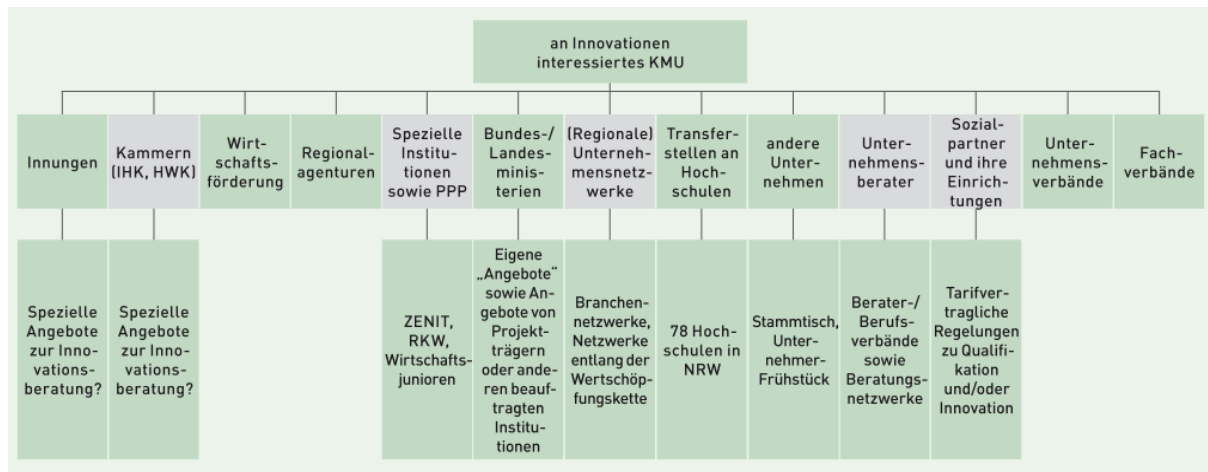 an Innovationen
interessiertes KMU
Innungen
Kammern
(IHK, HWK)
Wirt-
schafts-
förderung
Regional-
agenturen
Spezielle
Institu-
tionen
sowie PPP
Bundes-/
Landes-
minis-
terien
(Regionale)
Unterneh-
mensnetz-
werke
Transfer-
stellen an
Hoch-
schulen
andere
Unter-
nehmen
Unter-
nehmens-
berater
Sozial-
partner
und ihre
Einrich-
tungen
Unter-
nehmens-
verbände
Fach-
verbände
Spezielle
Angebote
zur Inno-
vations-
beratung?
Spezielle
Angebote
zur Inno-
vations-
beratung?
ZENIT,
RKW,
Wirtschafts-
junioren
Eigene
„Angebote“
sowie An-
gebote von
Projekt-
trägern
oder ande-
ren beauf-
tragten
Institu-
tionen
Branchen-
netzwerke,
Netzwerke
entlang der
Wertschöp-
fungskette
78 Hoch-
schulen in
NRW
Stammtisch,
Unter-
nehmer-
Frühstück
Berater-/
Berufs-
verbände
sowie
Beratungs-
netzwerke
Tarifver-
tragliche
Regelungen
zu Qualifi-
kation
und/oder
Innovation